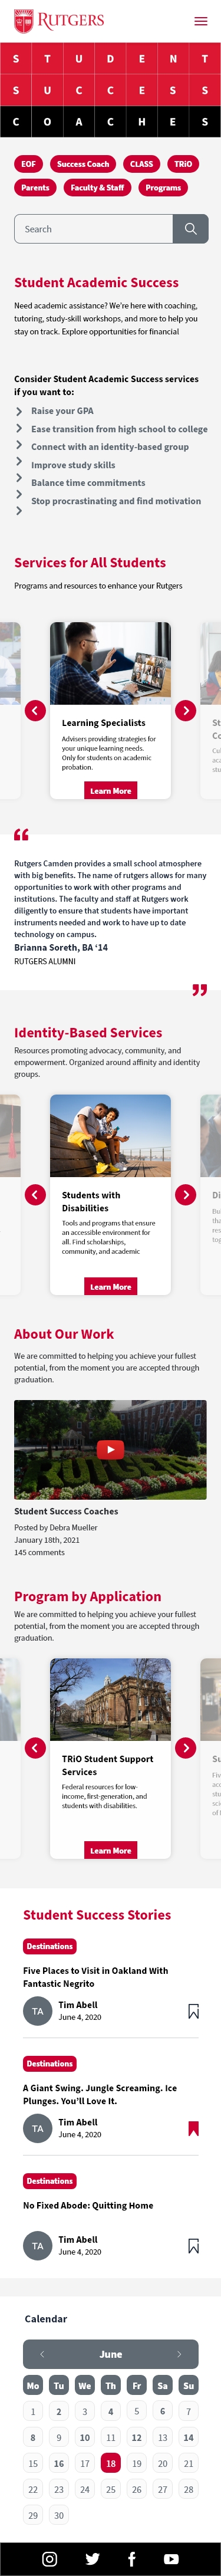 RUTGERS
S T U D E N T
S U C C E S S
C O A C H E S
EOF Success Coach CLASS TRiO
Parents Faculty & Staff Programs
Search
Student Academic Success
Need academic assistance? We're here with coaching,
tutoring, study-skill workshops, and more to help you
stay on track. Explore opportunities for financial
Consider Student Academic Success services
if you want to:
Raise your GPA
Ease transition from high school to college
Connect with an identity-based group
Improve study skills
Balance time commitments
Stop procrastinating and find motivation
Services for All Students
Programs and resources to enhance your Rutgers
Learning Specialists
Advisers providing strategies for
your unique learning needs.
Only for students on academic
probation.
Learn More
“
Rutgers Camden provides a small school atmosphere
with big benefits. The name of rutgers allows for many
opportunities to work with other programs and
institutions. The faculty and staff at Rutgers work
diligently to ensure that students have important
instruments needed and work to have up to date
technology on campus.
Brianna Soreth, BA ‘14
RUTGERS ALUMNI
”
Identity-Based Services
Resources promoting advocacy, community, and
empowerment. Organized around affinity and identity
groups.
Students with
Disabilities
Tools and programs that ensure
an accessible environment for
all. Find scholarships,
community, and academic
Learn More
About Our Work
We are committed to helping you achieve your fullest
potential, from the moment you are accepted through
graduation.
Student Success Coaches
Posted by Debra Mueller
January 18th, 2021
145 comments
Program by Application
We are committed to helping you achieve your fullest
potential, from the moment you are accepted through
graduation.
TRiO Student Support
Services
Federal resources for low-
income, first-generation, and
students with disabilities.
Learn More
Student Success Stories
Destinations
Five Places to Visit in Oakland With
Fantastic Negrito
TA Tim Abell
June 4, 2020
Destinations
A Giant Swing. Jungle Screaming. Ice
Plunges. You'll Love It.
TA Tim Abell
June 4, 2020
Destinations
No Fixed Abode: Quitting Home
TA Tim Abell
June 4, 2020
Calendar
June
Mo Tu We Th Fr Sa Su
1 2 3 4 5 6 7
8 9 10 11 12 13 14
15 16 17 18 19 20 21
22 23 24 25 26 27 28
29 30